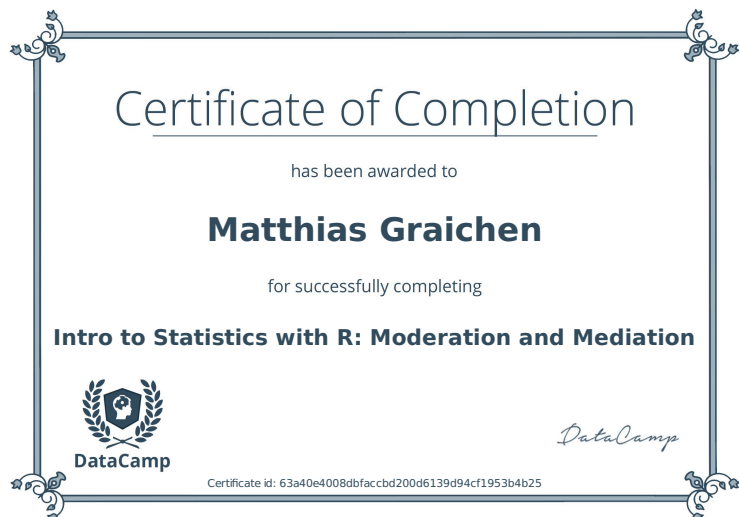 Certificate of Completion
has been awarded to
Matthias Graichen
for successfully completing
Intro to Statistics with R: Moderation and Mediation
DataCamp
DataCamp
Certificate id: 63a40e4008dbfaccbd200d6139d94cf1953b4b25